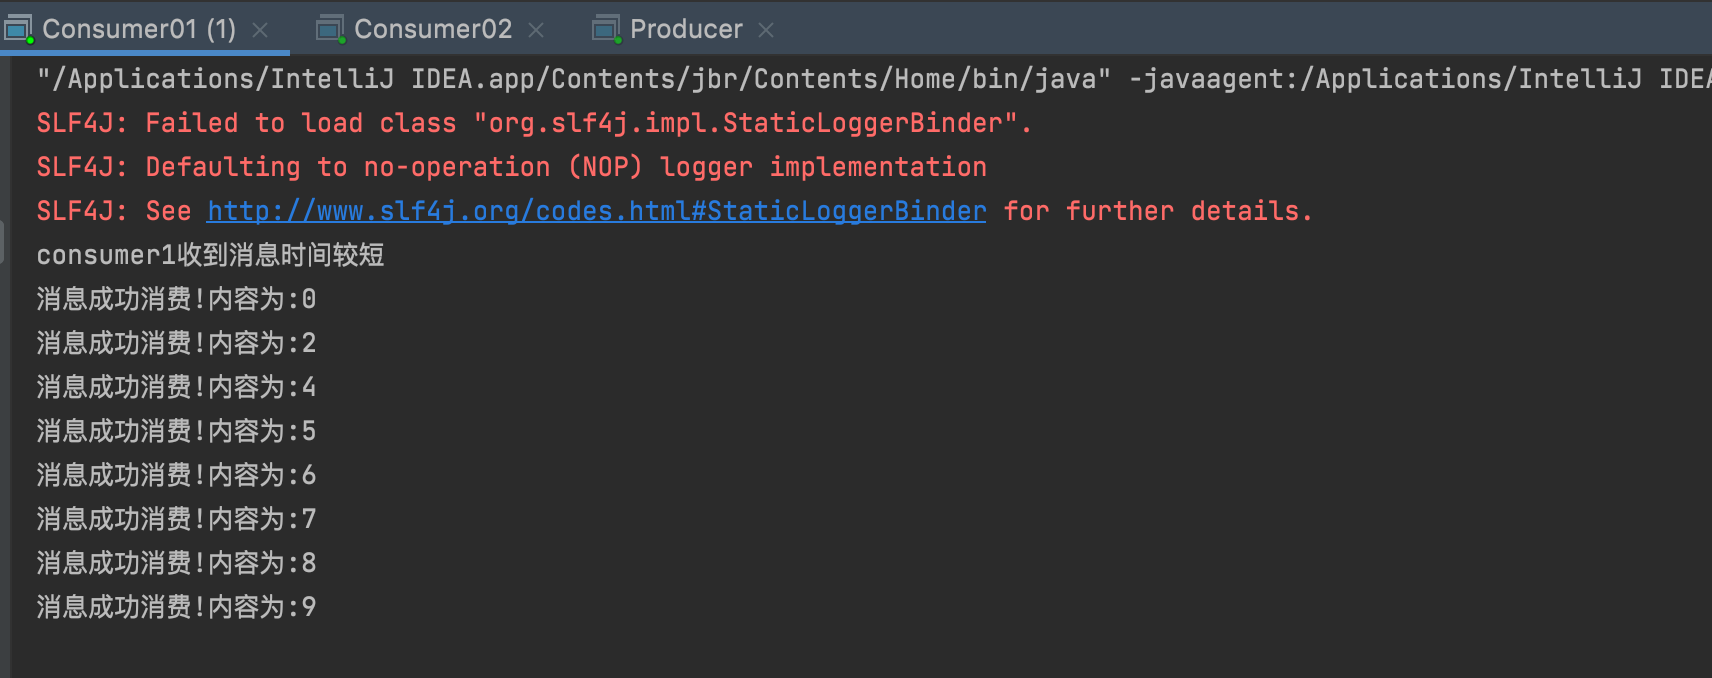 Consumer01 (1) Consumer02 Producer
"/Applications/IntelliJ IDEA.app/Contents/jbr/Contents/Home/bin/java" -javaagent:/Applications/IntelliJ IDEA
SLF4J: Failed to load class "org.slf4j.impl.StaticLoggerBinder".
SLF4J: Defaulting to no-operation (NOP) logger implementation
SLF4J: See http://www.slf4j.org/codes.html#StaticLoggerBinder for further details.
consumer1收到消息时间较短
消息成功消费!内容为:0
消息成功消费!内容为:2
消息成功消费!内容为:4
消息成功消费!内容为:5
消息成功消费!内容为:6
消息成功消费!内容为:7
消息成功消费!内容为:8
消息成功消费!内容为:9